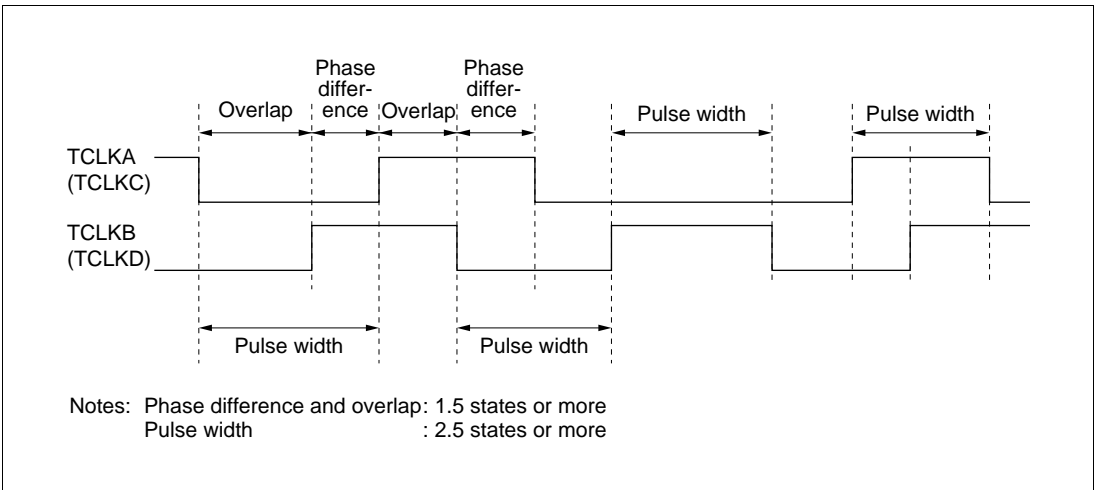 Phase
differ-
ence
Phase
differ-
ence
Overlap
Overlap
Pulse width
Pulse width
TCLKA
(TCLKC)
TCLKB
(TCLKD)
Pulse width
Pulse width
Notes: Phase difference and overlap: 1.5 states or more
Pulse width : 2.5 states or more